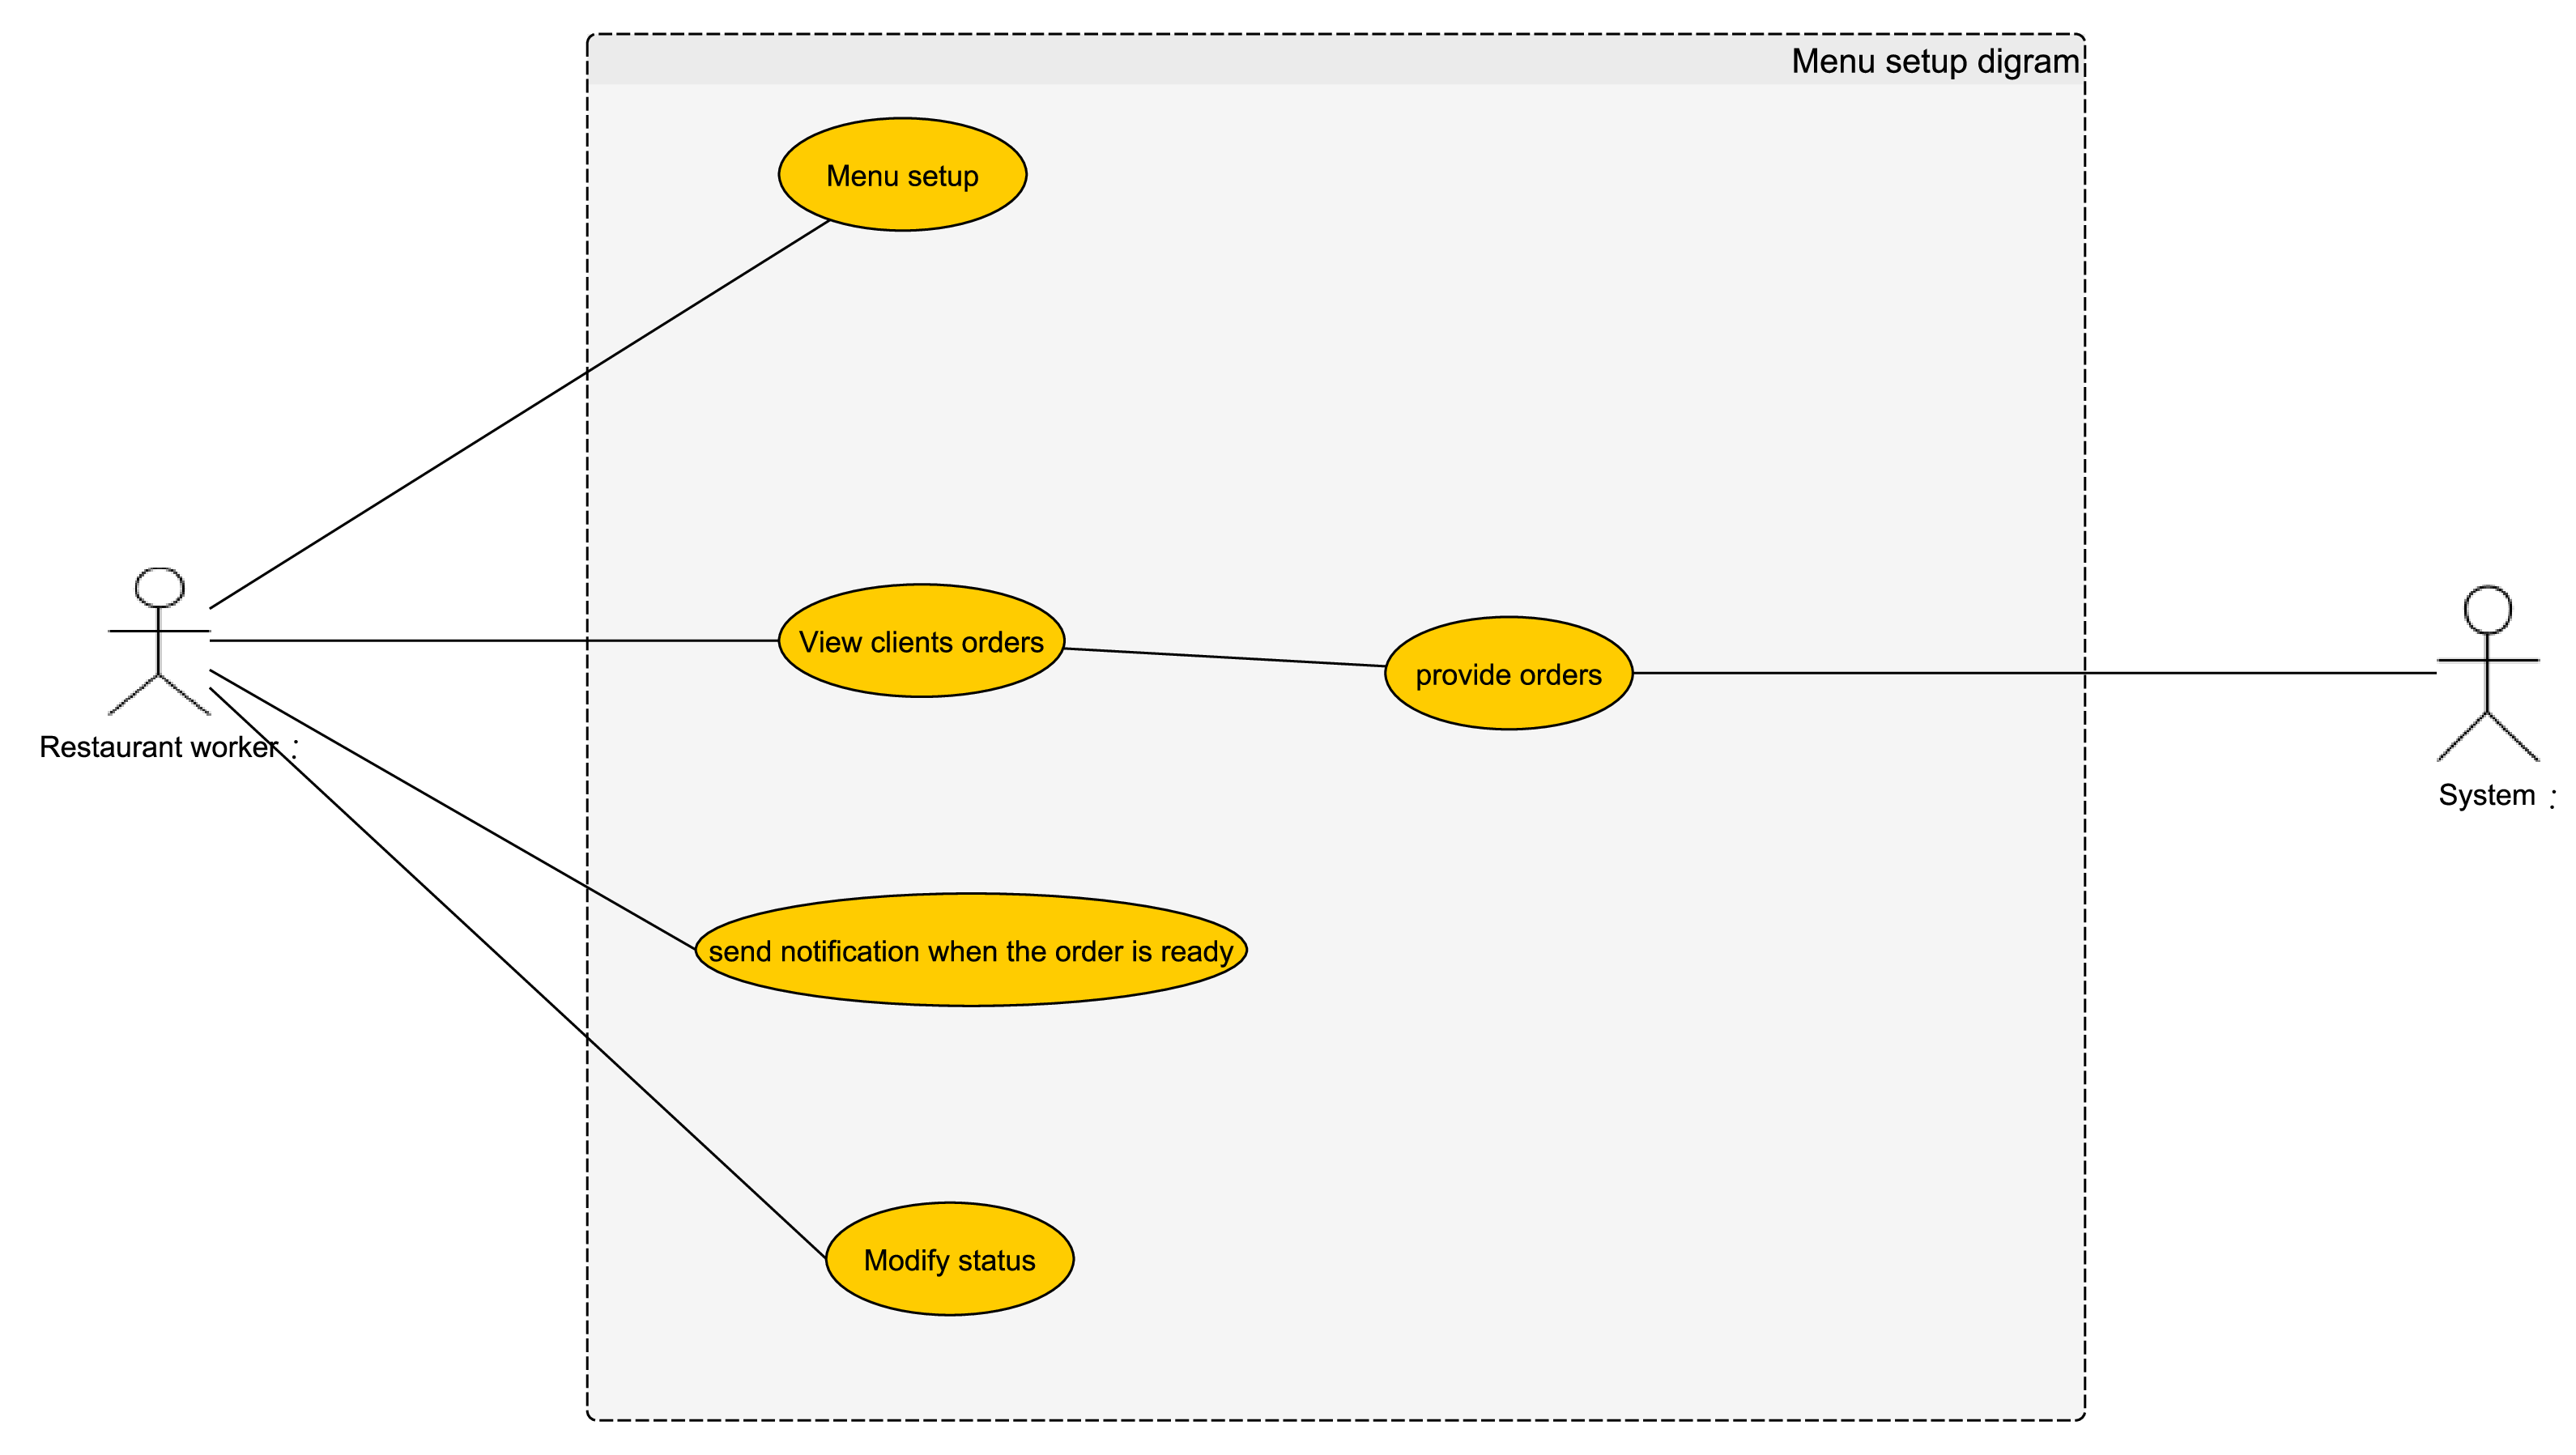 Menu setup digram
Menu setup
View clients orders
provide orders
Restaurant worker :
System :
send notification when the order is ready
Modify status